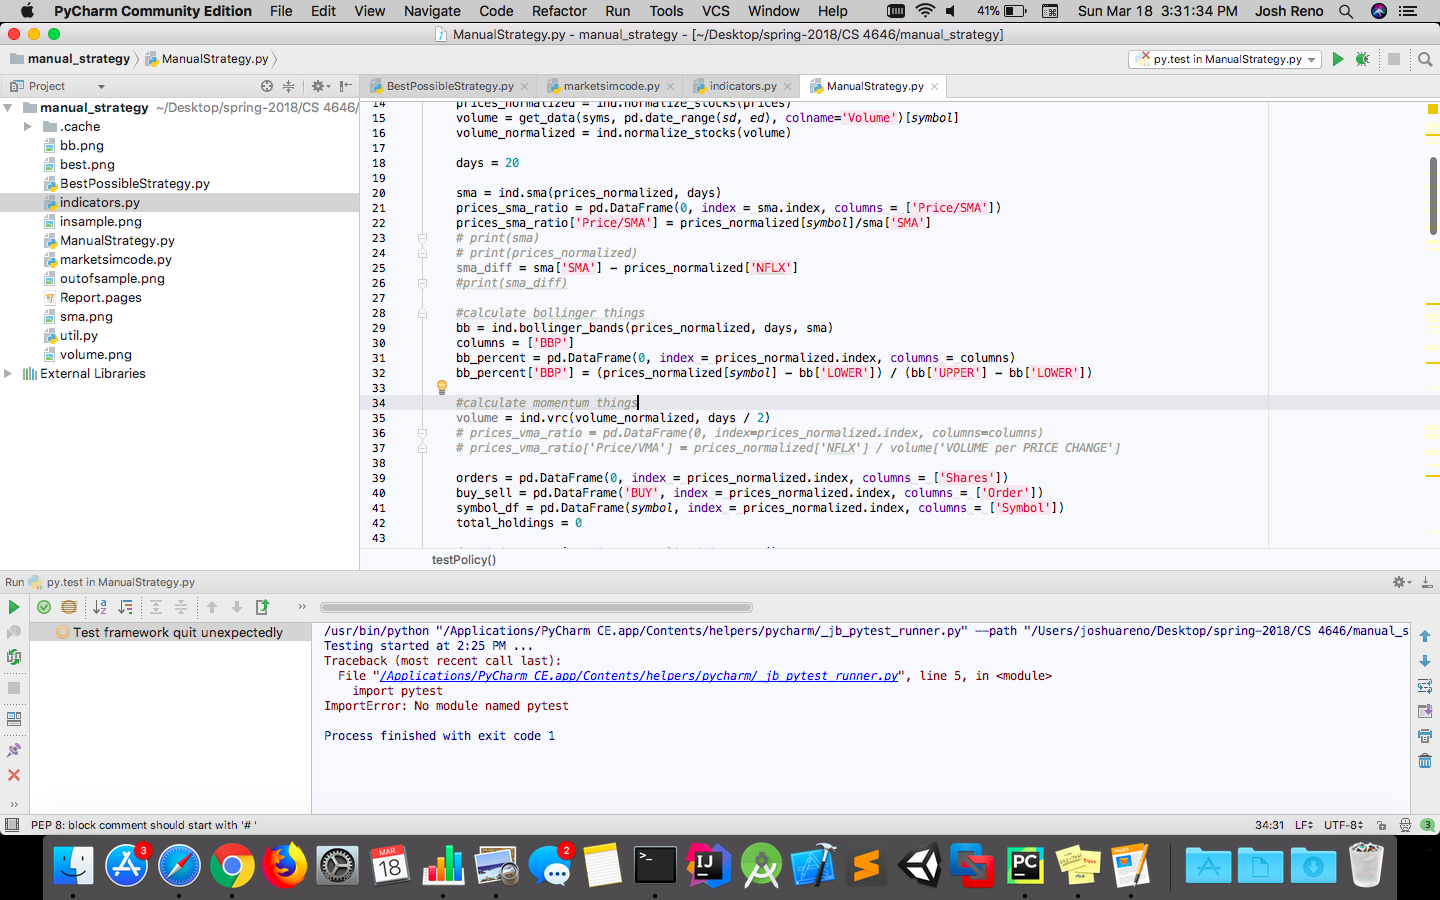 PyCharm Community Edition File Edit View Navigate Code Refactor Run Tools VCS Window Help 41% Sun Mar 18 3:31:34 PM Josh Reno
ManualStrategy.py - manual_strategy - [~/Desktop/spring-2018/CS 4646/manual_strategy]
manual_strategy ManualStrategy.py py.test in ManualStrategy.py
Project BestPossibleStrategy.py marketsimcode.py indicators.py ManualStrategy.py
manual_strategy ~/Desktop/spring-2018/CS 4646/
.cache
bb.png
best.png
BestPossibleStrategy.py
indicators.py
insample.png
ManualStrategy.py
marketsimcode.py
outofsample.png
Report.pages
sma.png
util.py
volume.png
External Libraries
14 prices_normalized = ind.normalize_stocks(prices)
15 volume = get_data(syms, pd.date_range(sd, ed), colname='Volume')[symbol]
16 volume_normalized = ind.normalize_stocks(volume)
17
18 days = 20
19
20 sma = ind.sma(prices_normalized, days)
21 prices_sma_ratio = pd.DataFrame(0, index = sma.index, columns = ['Price/SMA'])
22 prices_sma_ratio['Price/SMA'] = prices_normalized[symbol]/sma['SMA']
23 # print(sma)
24 # print(prices_normalized)
25 sma_diff = sma['SMA'] - prices_normalized['NFLX']
26 #print(sma_diff)
27
28 #calculate bollinger things
29 bb = ind.bollinger_bands(prices_normalized, days, sma)
30 columns = ['BBP']
31 bb_percent = pd.DataFrame(0, index = prices_normalized.index, columns = columns)
32 bb_percent['BBP'] = (prices_normalized[symbol] - bb['LOWER']) / (bb['UPPER'] - bb['LOWER'])
33
34 #calculate momentum things
35 volume = ind.vrc(volume_normalized, days / 2)
36 # prices_vma_ratio = pd.DataFrame(0, index=prices_normalized.index, columns=columns)
37 # prices_vma_ratio['Price/VMA'] = prices_normalized['NFLX'] / volume['VOLUME per PRICE CHANGE']
38
39 orders = pd.DataFrame(0, index = prices_normalized.index, columns = ['Shares'])
40 buy_sell = pd.DataFrame('BUY', index = prices_normalized.index, columns = ['Order'])
41 symbol_df = pd.DataFrame(symbol, index = prices_normalized.index, columns = ['Symbol'])
42 total_holdings = 0
43
testPolicy()
Run py.test in ManualStrategy.py
Test framework quit unexpectedly
/usr/bin/python "/Applications/PyCharm CE.app/Contents/helpers/pycharm/_jb_pytest_runner.py" --path "/Users/joshuareno/Desktop/spring-2018/CS 4646/manual_s
Testing started at 2:25 PM ...
Traceback (most recent call last):
File "/Applications/PyCharm CE.app/Contents/helpers/pycharm/_jb_pytest_runner.py", line 5, in <module>
import pytest
ImportError: No module named pytest
Process finished with exit code 1
PEP 8: block comment should start with '# ' 34:31 LF UTF-8 3
3 MAR 18 2 >_ IJ PC